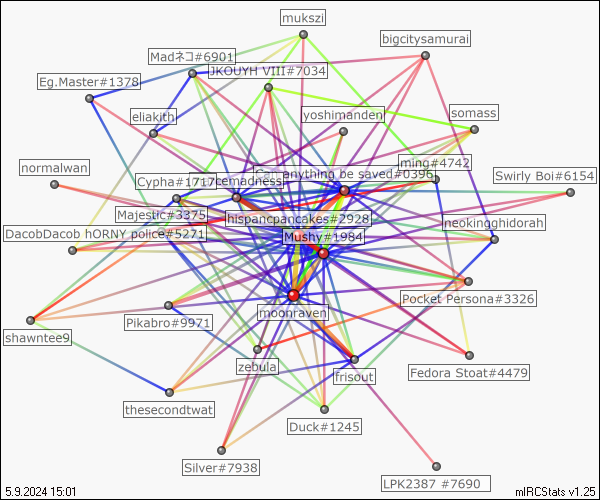 mukszi
bigcitysamurai
Madネコ#6901
JKOUYH VIII#7034
Eg.Master#1378
yoshimanden
somass
eliakith
normalwan
ming#4742
Can anything be saved#0396
Swirly Boi#6154
Cypha#1717
Majestic#3375
hispancpancakes#2928
neokingghidorah
DacobDacob hORNY police#5271
Mushy#1984
Pocket Persona#3326
moonraven
Pikabro#9971
shawntee9
zebula
frisout
Fedora Stoat#4479
thesecondtwat
Duck#1245
Silver#7938
LPK2387 #7690
5.9.2024 15:01
mIRCStats v1.25